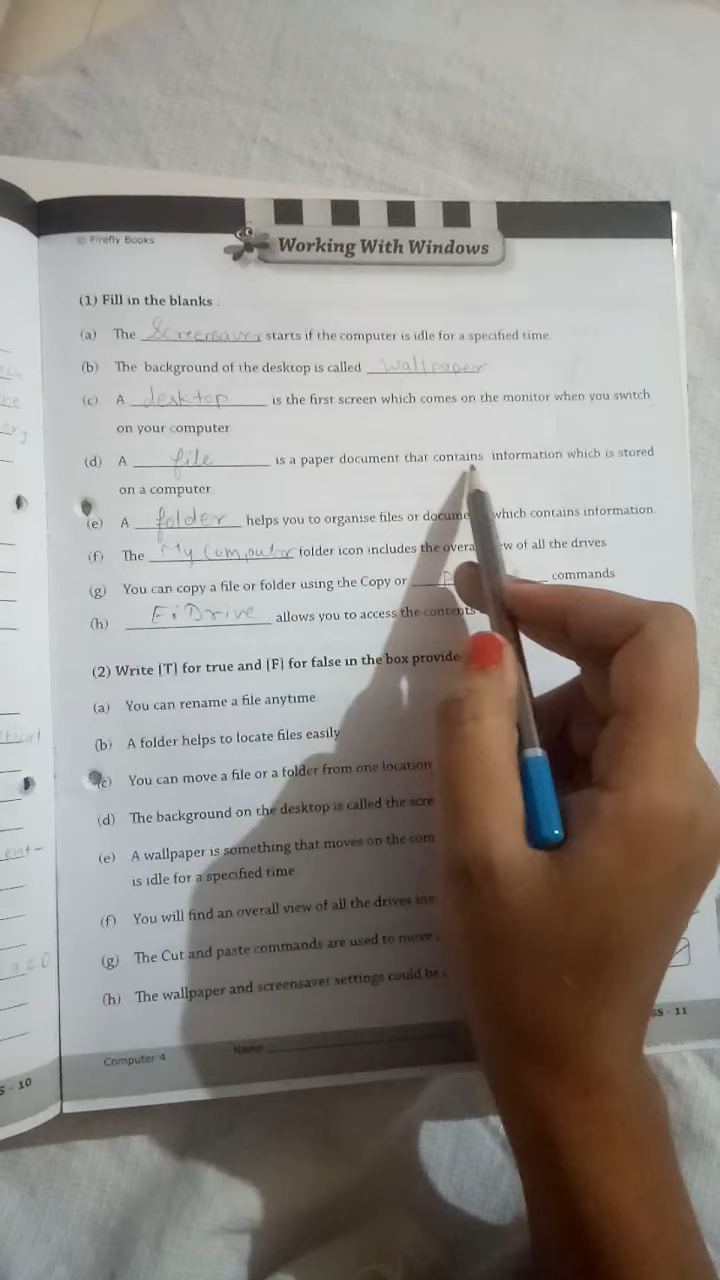 © Firefly Books
Working With Windows
(1) Fill in the blanks :
(a) The Screensaver starts if the computer is idle for a specified time.
(b) The background of the desktop is called wallpaper
(c) A desktop is the first screen which comes on the monitor when you switch
on your computer
(d) A file is a paper document that contains information which is stored
on a computer
(e) A folder helps you to organise files or docume which contains information.
(f) The My Computer folder icon includes the overa ew of all the drives.
(g) You can copy a file or folder using the Copy or commands
(h) E: Drive allows you to access the contents
(2) Write [T] for true and [F] for false in the box provide
(a) You can rename a file anytime
(b) A folder helps to locate files easily
(c) You can move a file or a folder from one location
(d) The background on the desktop is called the scre
(e) A wallpaper is something that moves on the com
is idle for a specified time
(f) You will find an overall view of all the drives ins
(g) The Cut and paste commands are used to move
(h) The wallpaper and screensaver settings could be
SS - 11
Computer 4 Name
S - 10